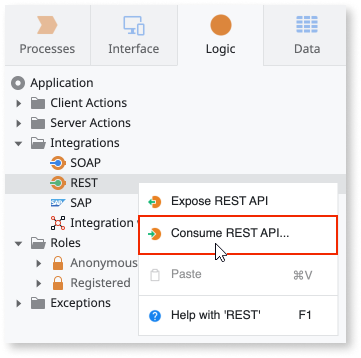 Processes
Interface
Logic
Data
Application
Client Actions
Server Actions
Integrations
SOAP
REST
SAP
Integration
Roles
Anonymous
Registered
Exceptions
Expose REST API
Consume REST API...
Paste ⌘V
Help with 'REST' F1